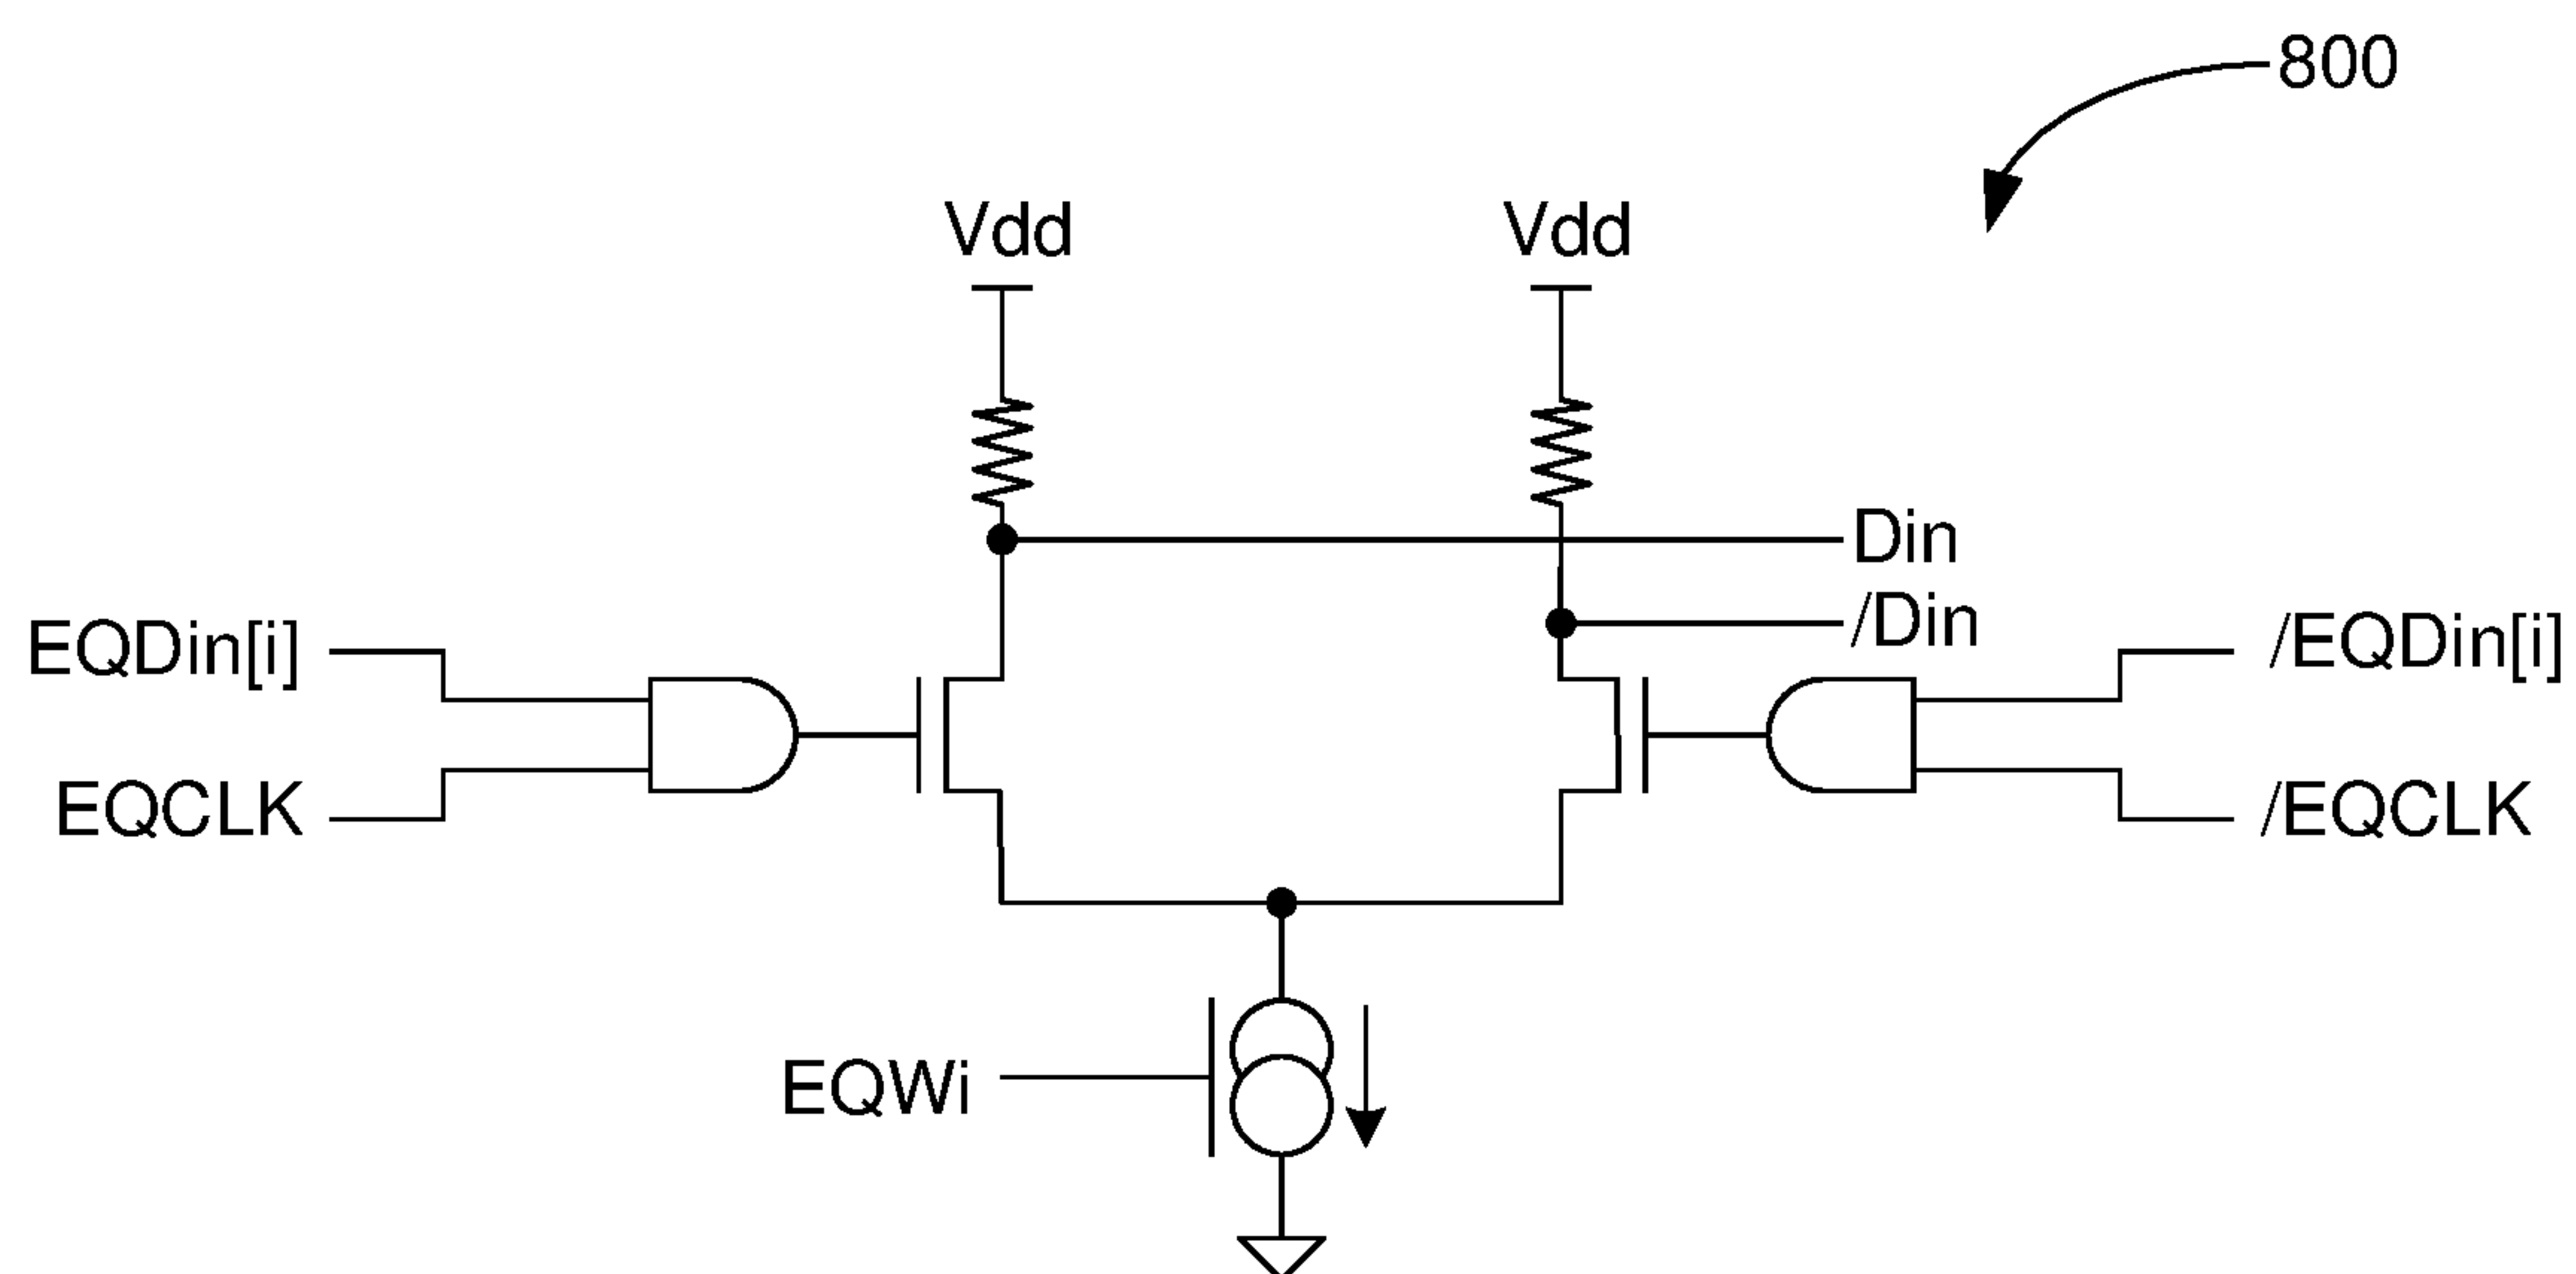 800
Vdd
Vdd
Din
/Din
EQDin[i]
/EQDin[i]
EQCLK
/EQCLK
EQWi